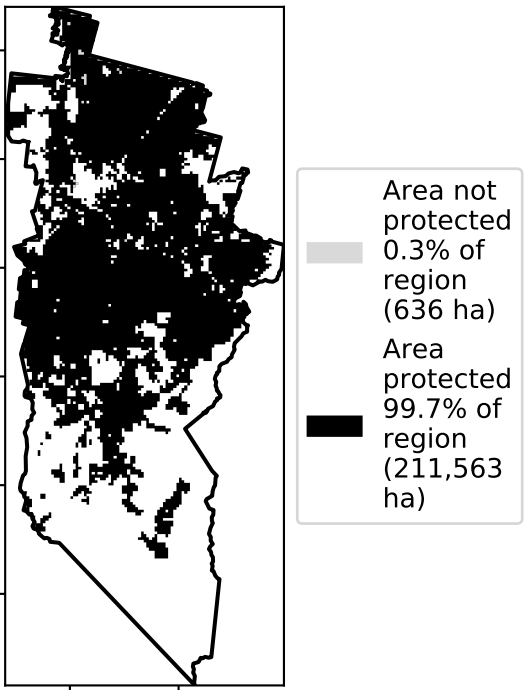 Area not
protected
0.3% of
region
(636 ha)
Area
protected
99.7% of
region
(211,563
ha)